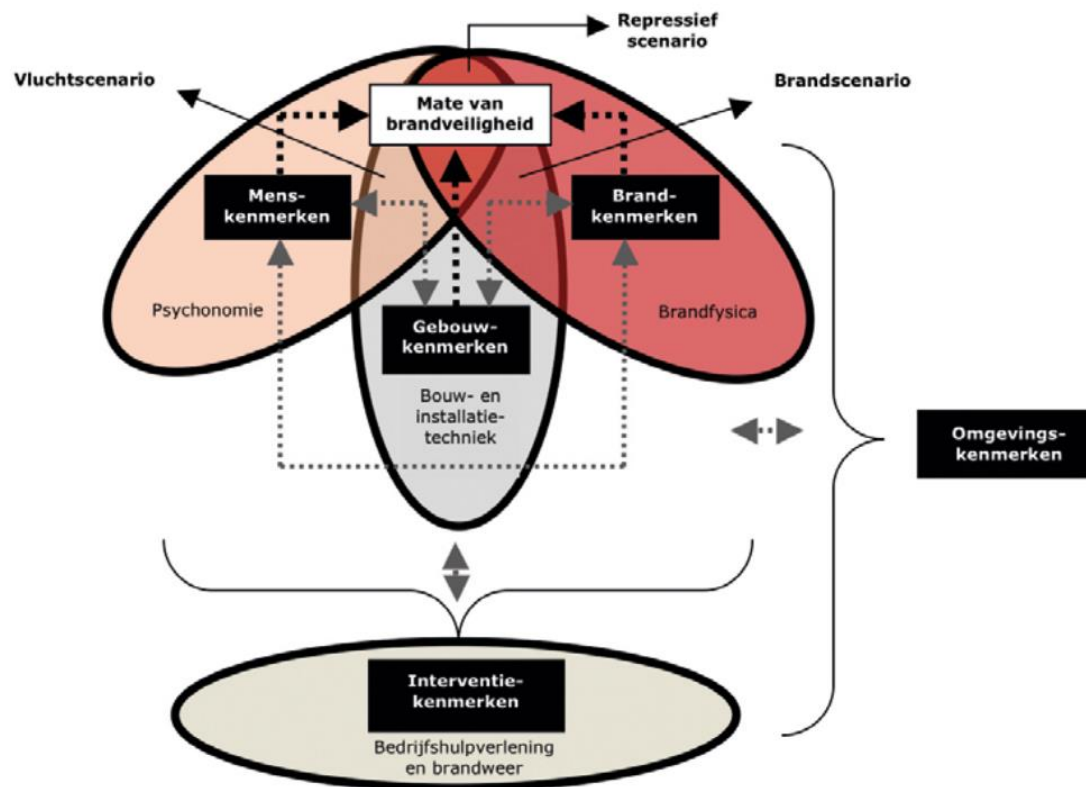 Repressief
scenario
Vluchtscenario
Brandscenario
Mate van
brandveiligheid
Mens-
kenmerken
Brand-
kenmerken
Psychonomie
Brandfysica
Gebouw-
kenmerken
Bouw- en
installatie-
techniek
Omgevings-
kenmerken
Interventie-
kenmerken
Bedrijfshulpverlening
en brandweer